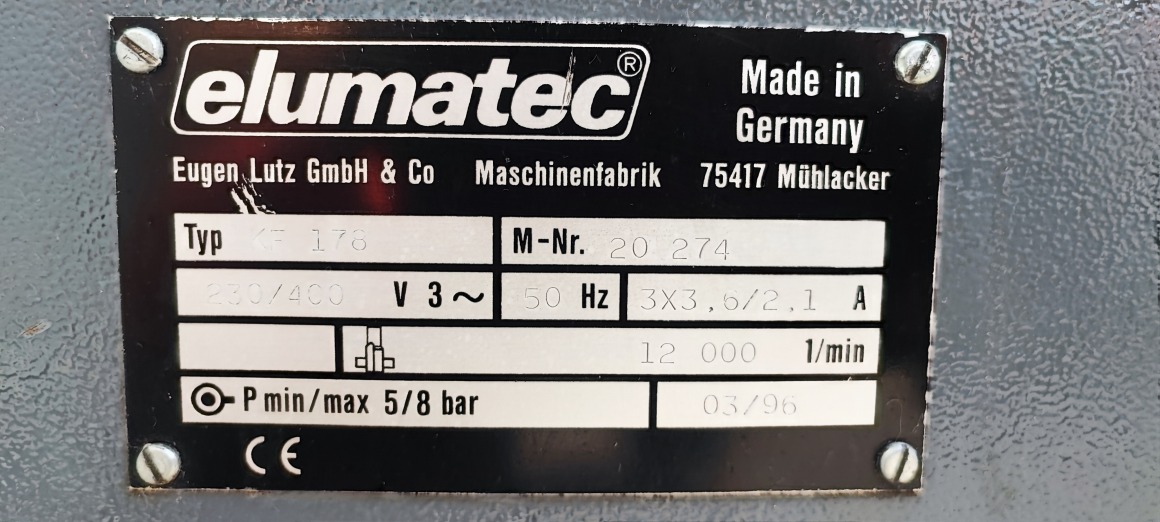 elumatec®
Made in
Germany
Eugen Lutz GmbH & Co Maschinenfabrik 75417 Mühlacker
Typ KF 178 M-Nr. 20 274
230/400 V 3~ 50 Hz 3X3,6/2,1 A
12 000 1/min
P min/max 5/8 bar 03/96
CE